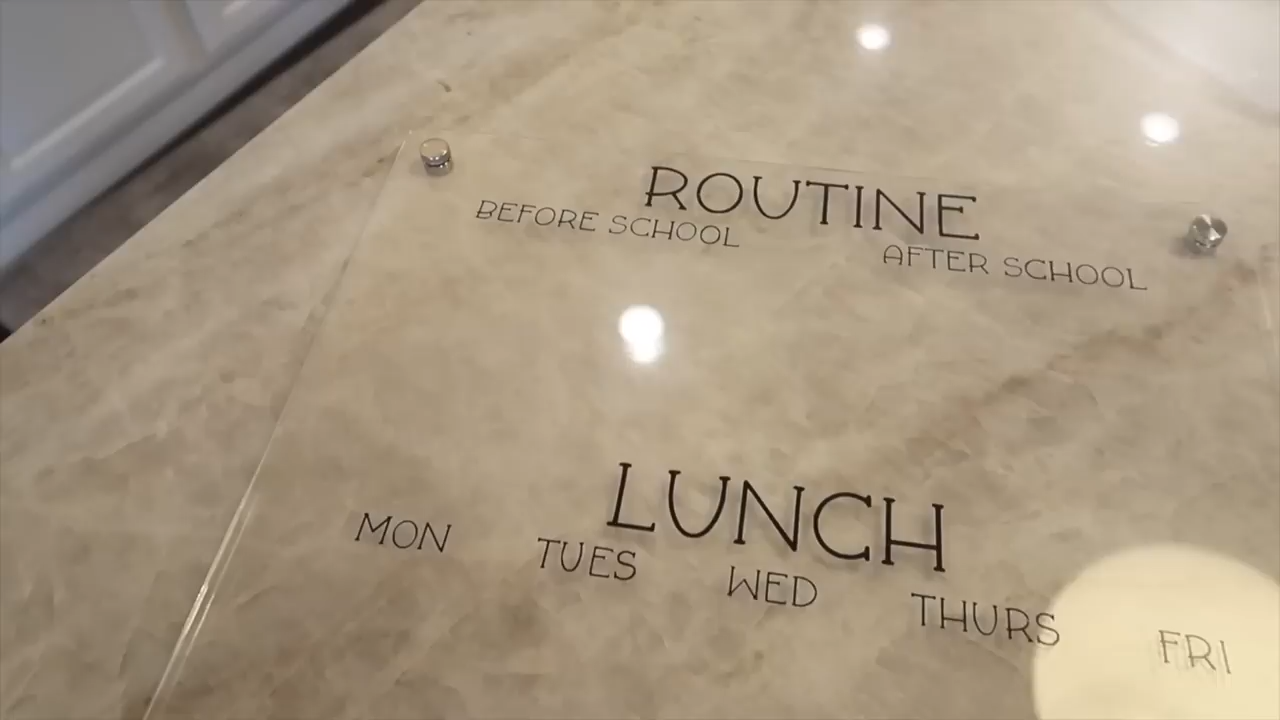 ROUTINE
BEFORE SCHOOL AFTER SCHOOL
LUNCH
MON TUES WED THURS FRI